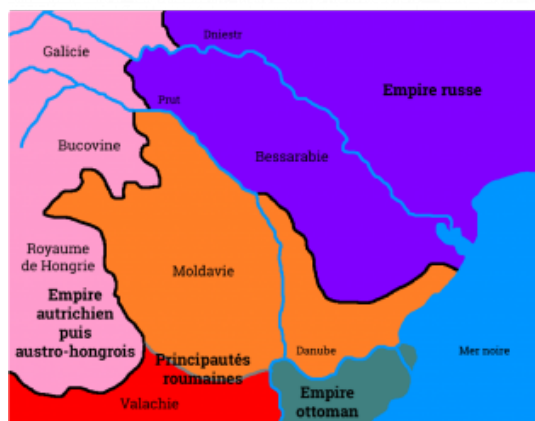 Dniestr
Galicie
Empire russe
Prut
Bucovine
Bessarabie
Royaume
de Hongrie
Moldavie
Empire
autrichien
puis
austro-hongrois
Principautés
roumaines
Danube
Mer noire
Empire
ottoman
Valachie